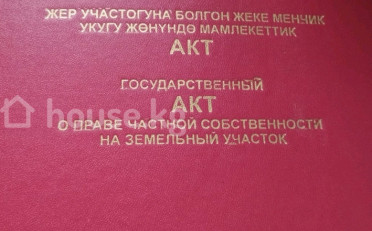 ЖЕР УЧАСТОГУНА БОЛГОН ЖЕКЕ МЕНЧИК
УКУГУ ЖӨНҮНДӨ МАМЛЕКЕТТИК
АКТ
ГОСУДАРСТВЕННЫЙ
АКТ
house.kg
О ПРАВЕ ЧАСТНОЙ СОБСТВЕННОСТИ
НА ЗЕМЕЛЬНЫЙ УЧАСТОК